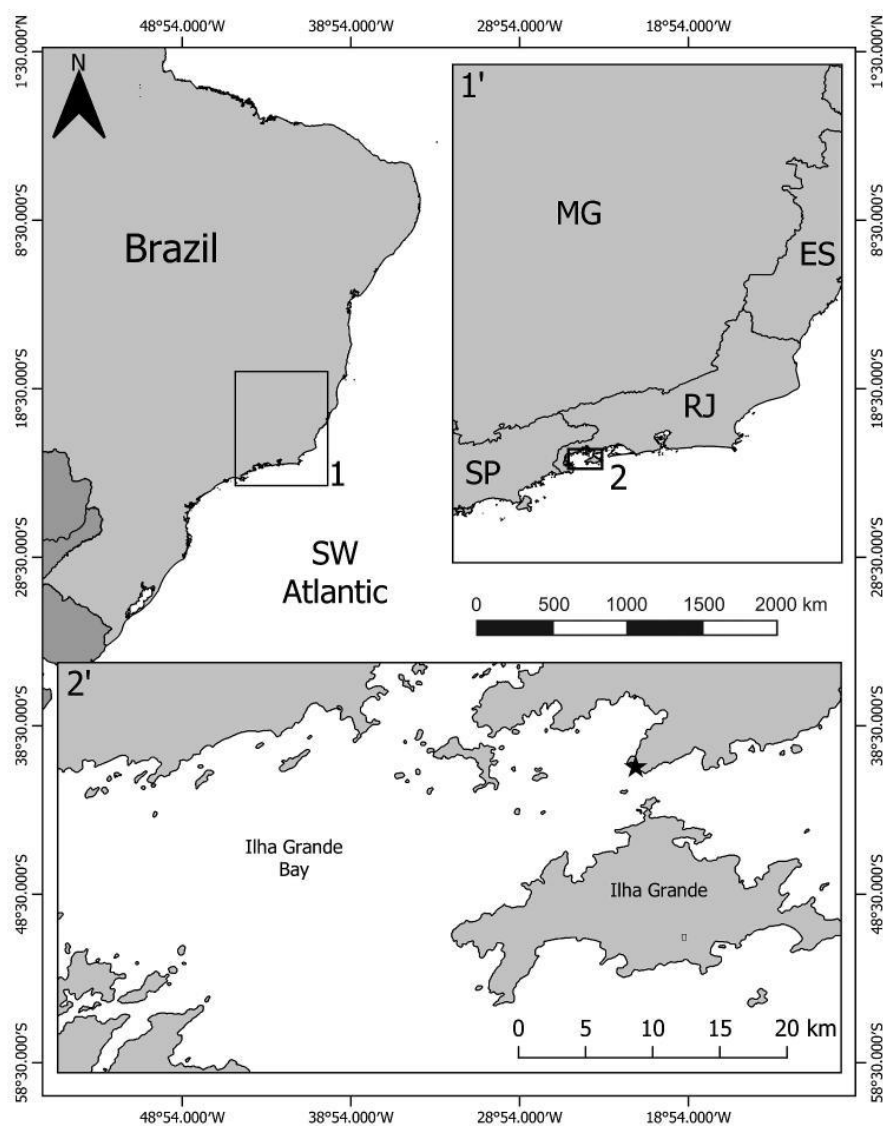 48°54.000'W 38°54.000'W 28°54.000'W 18°54.000'W
1°30.000'N
8°30.000'S
18°30.000'S
28°30.000'S
38°30.000'S
48°30.000'S
58°30.000'S
N
Brazil
1
SW
Atlantic
1'
MG
ES
RJ
SP
2
0 500 1000 1500 2000 km
2'
Ilha Grande
Bay
Ilha Grande
0 5 10 15 20 km
1°30.000'N
8°30.000'S
18°30.000'S
28°30.000'S
38°30.000'S
48°30.000'S
58°30.000'S
48°54.000'W 38°54.000'W 28°54.000'W 18°54.000'W